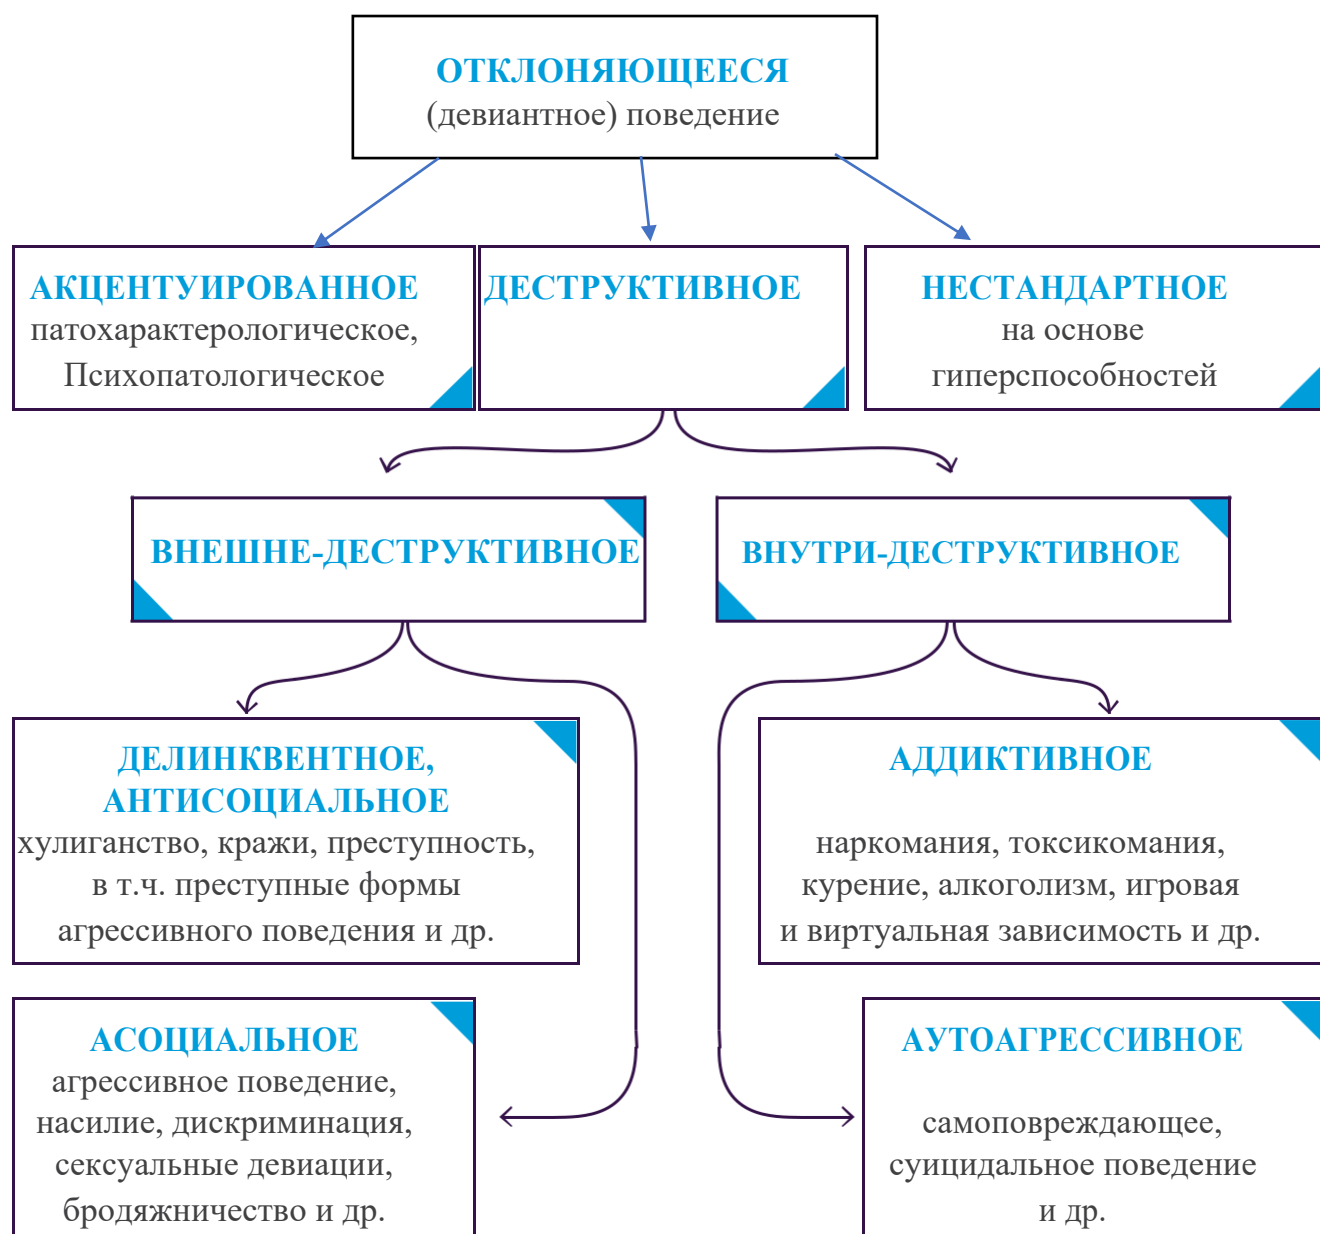 ОТКЛОНЯЮЩЕЕСЯ
(девиантное) поведение
АКЦЕНТУИРОВАННОЕ
патохарактерологическое,
Психопатологическое
ДЕСТРУКТИВНОЕ
НЕСТАНДАРТНОЕ
на основе
гиперспособностей
ВНЕШНЕ-ДЕСТРУКТИВНОЕ
ВНУТРИ-ДЕСТРУКТИВНОЕ
ДЕЛИНКВЕНТНОЕ,
АНТИСОЦИАЛЬНОЕ
хулиганство, кражи, преступность,
в т.ч. преступные формы
агрессивного поведения и др.
АДДИКТИВНОЕ
наркомания, токсикомания,
курение, алкоголизм, игровая
и виртуальная зависимость и др.
АСОЦИАЛЬНОЕ
агрессивное поведение,
насилие, дискриминация,
сексуальные девиации,
бродяжничество и др.
АУТОАГРЕССИВНОЕ
самоповреждающее,
суицидальное поведение
и др.